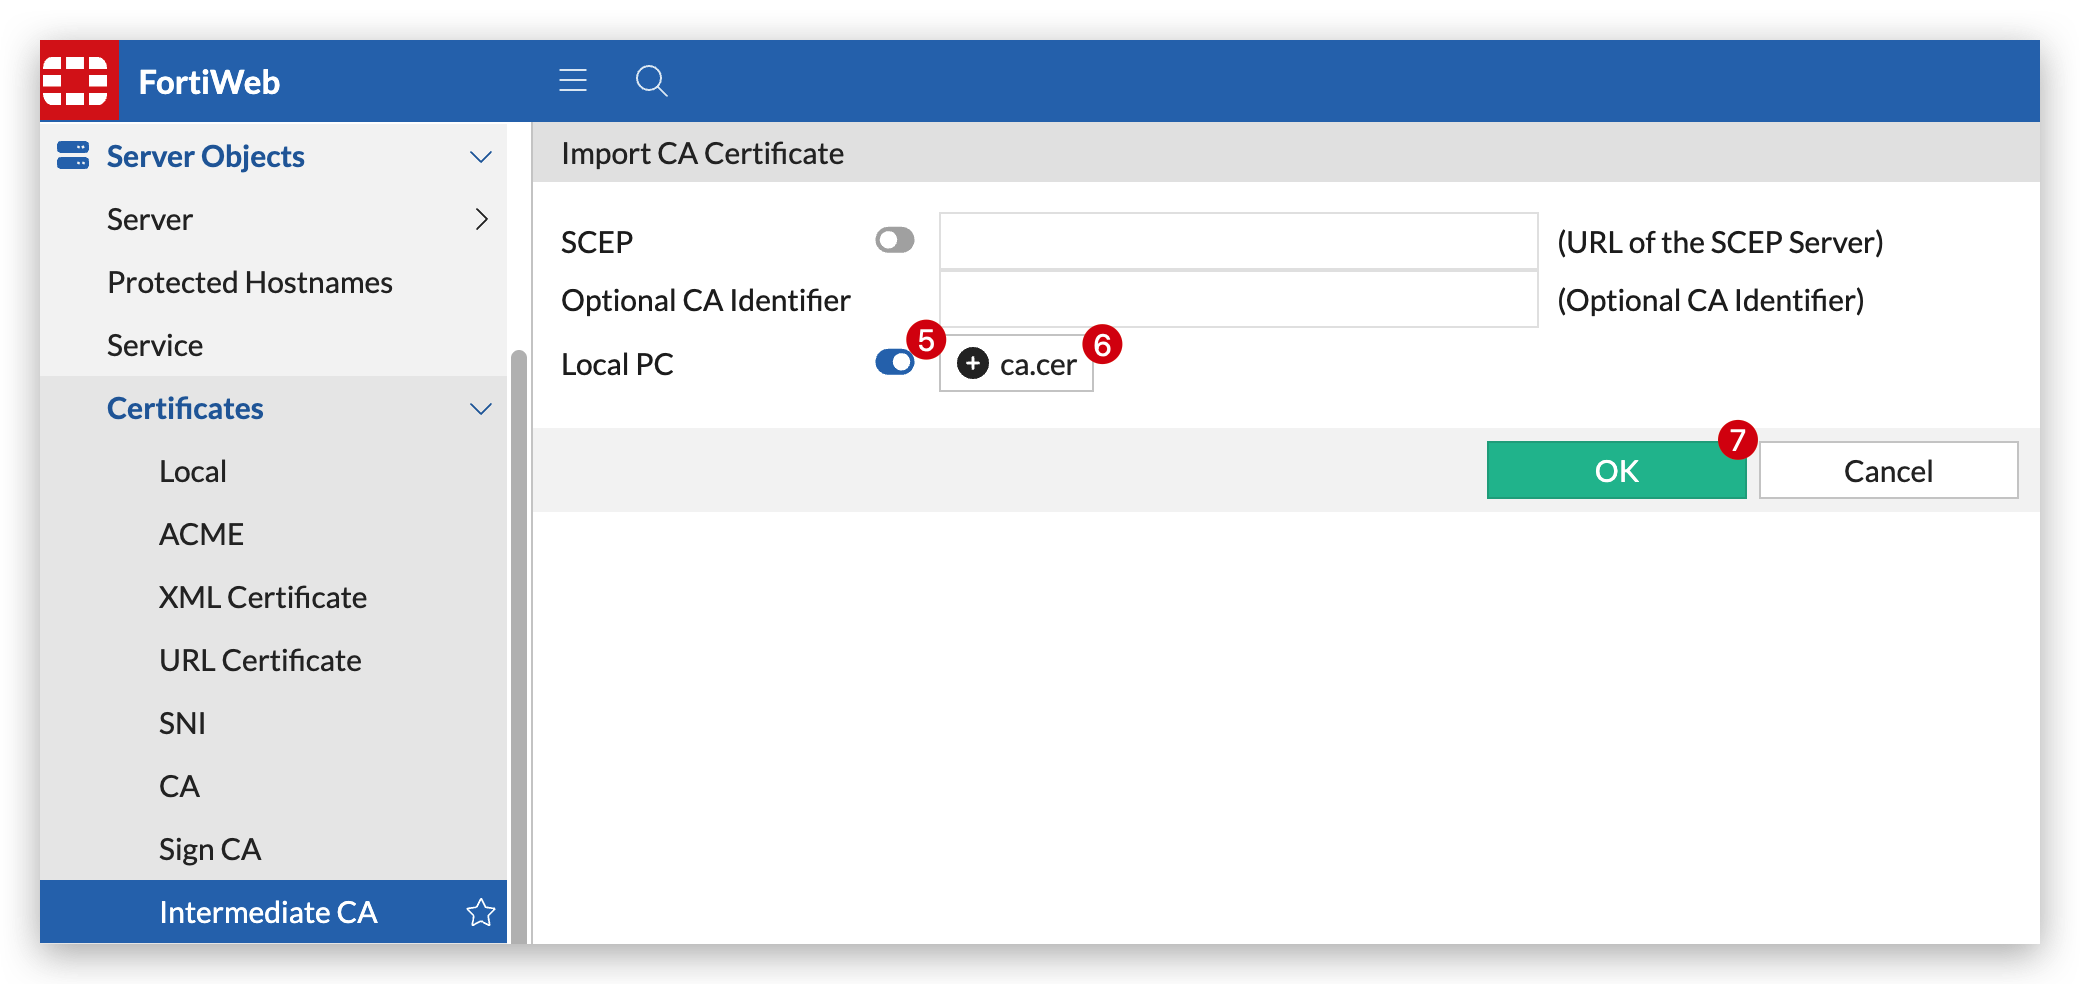 FortiWeb
Server Objects
Server
Protected Hostnames
Service
Certificates
Local
ACME
XML Certificate
URL Certificate
SNI
CA
Sign CA
Intermediate CA
Import CA Certificate
SCEP (URL of the SCEP Server)
Optional CA Identifier (Optional CA Identifier)
Local PC 5 ca.cer 6
OK 7 Cancel